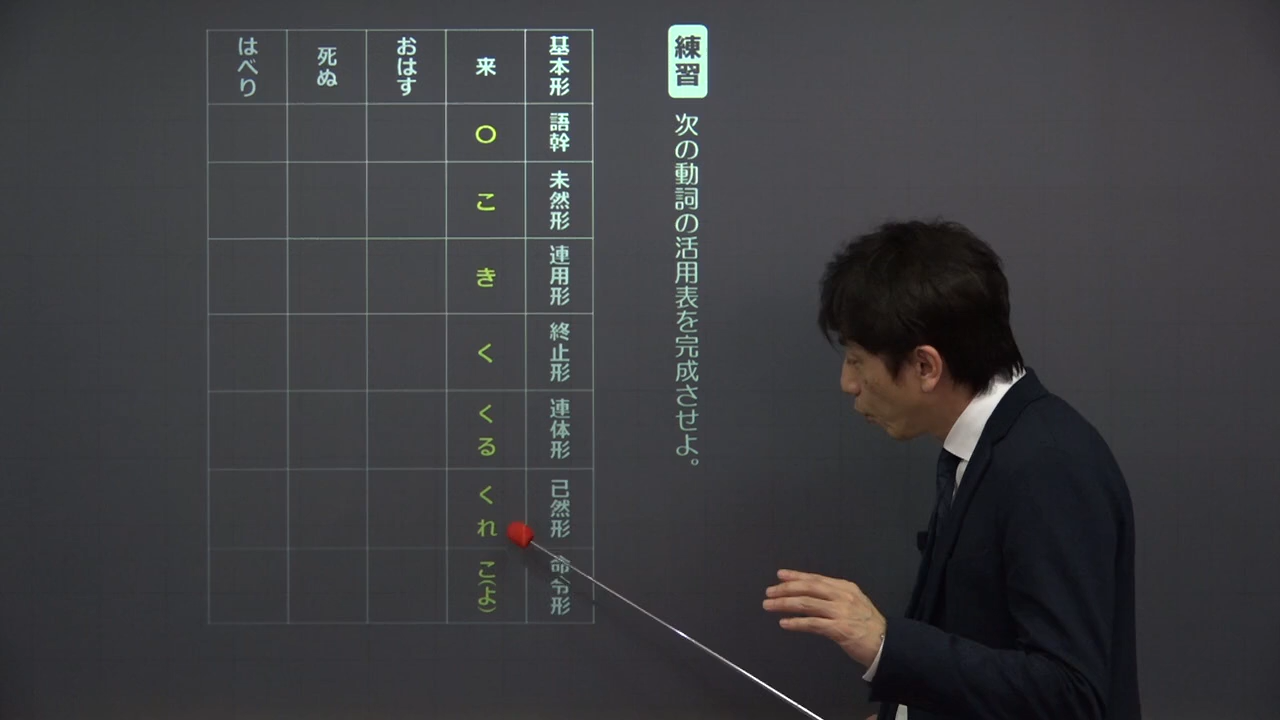 練習
次の動詞の活用表を完成させよ。
基本形 語幹 未然形 連用形 終止形 連体形 已然形 命令形
来 〇 こ き く くる くれ こ(よ)
おはす
死ぬ
はべり